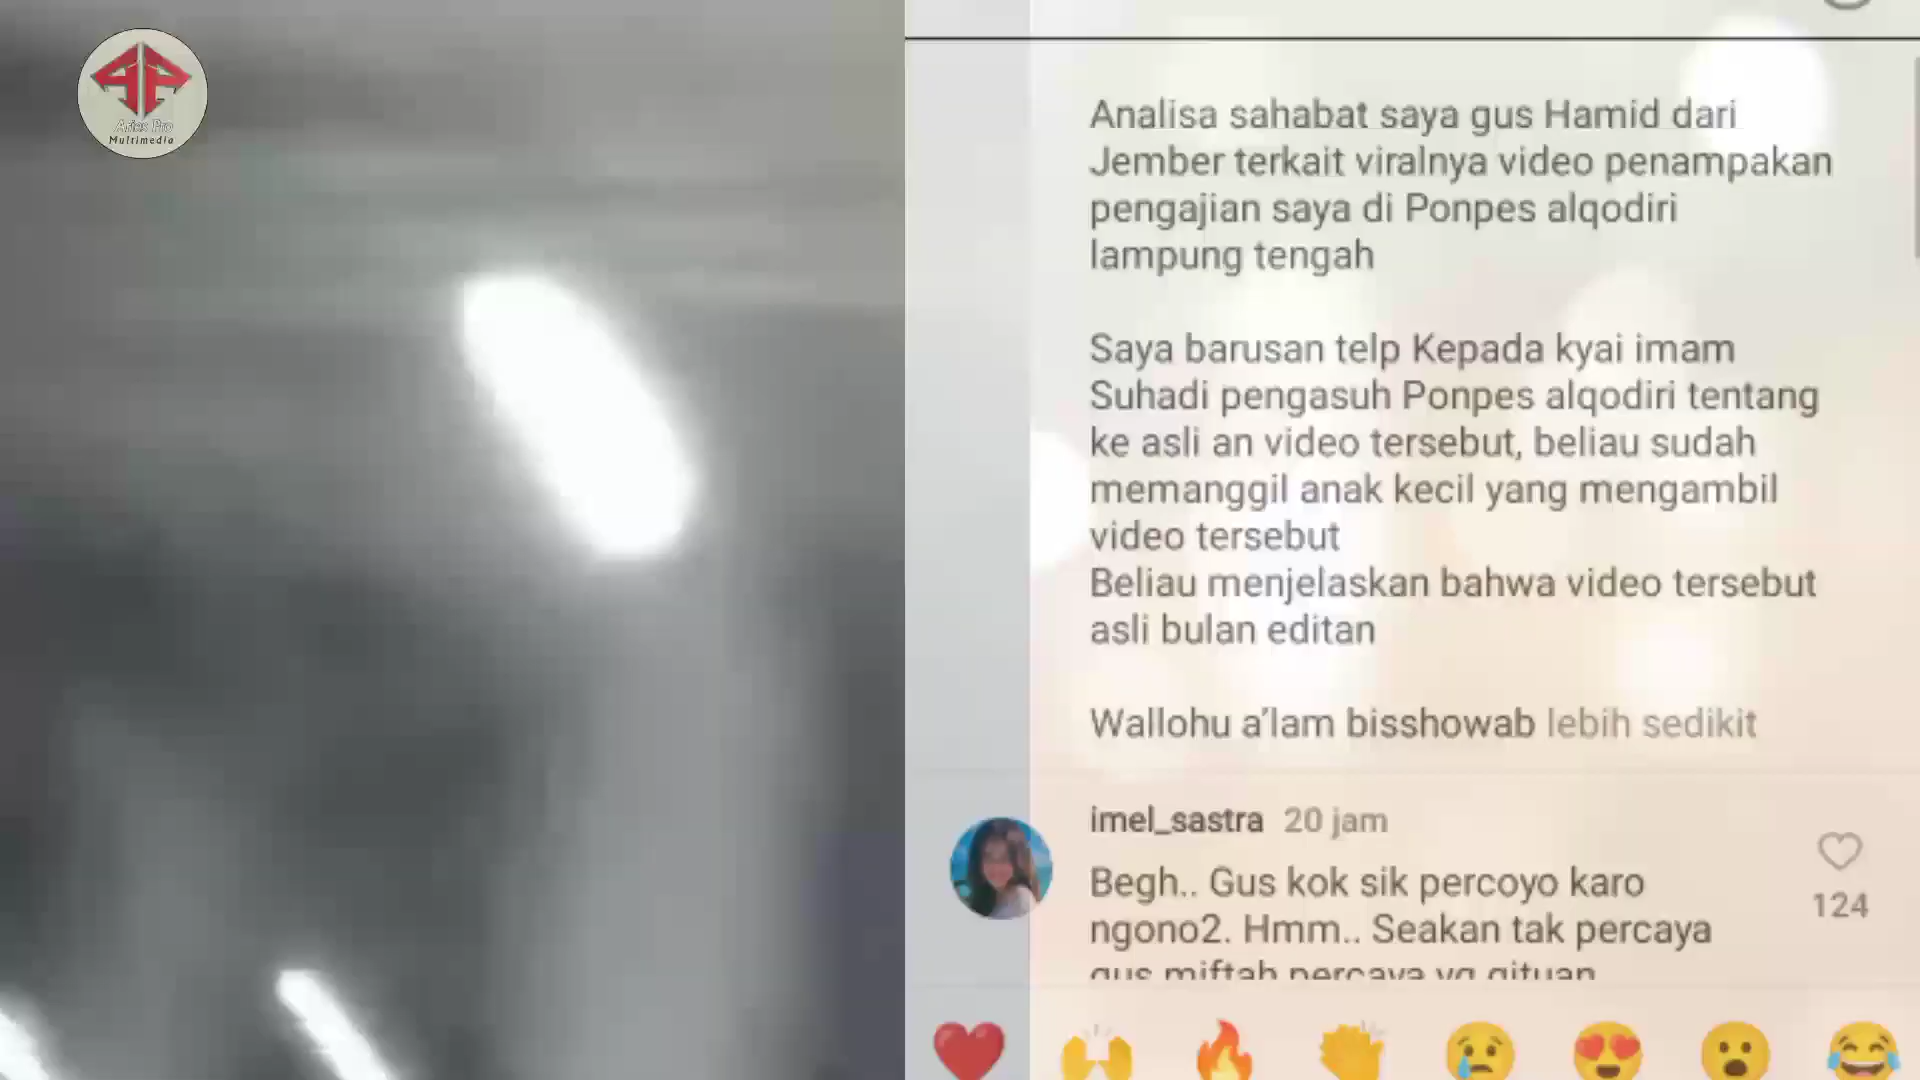 Aries Pro
Multimedia
Analisa sahabat saya gus Hamid dari
Jember terkait viralnya video penampakan
pengajian saya di Ponpes alqodiri
lampung tengah
Saya barusan telp Kepada kyai imam
Suhadi pengasuh Ponpes alqodiri tentang
ke asli an video tersebut, beliau sudah
memanggil anak kecil yang mengambil
video tersebut
Beliau menjelaskan bahwa video tersebut
asli bulan editan
Wallohu a'lam bisshowab lebih sedikit
imel_sastra 20 jam
Begh.. Gus kok sik percoyo karo
ngono2. Hmm.. Seakan tak percaya
gus miftah percaya yg gituan
124